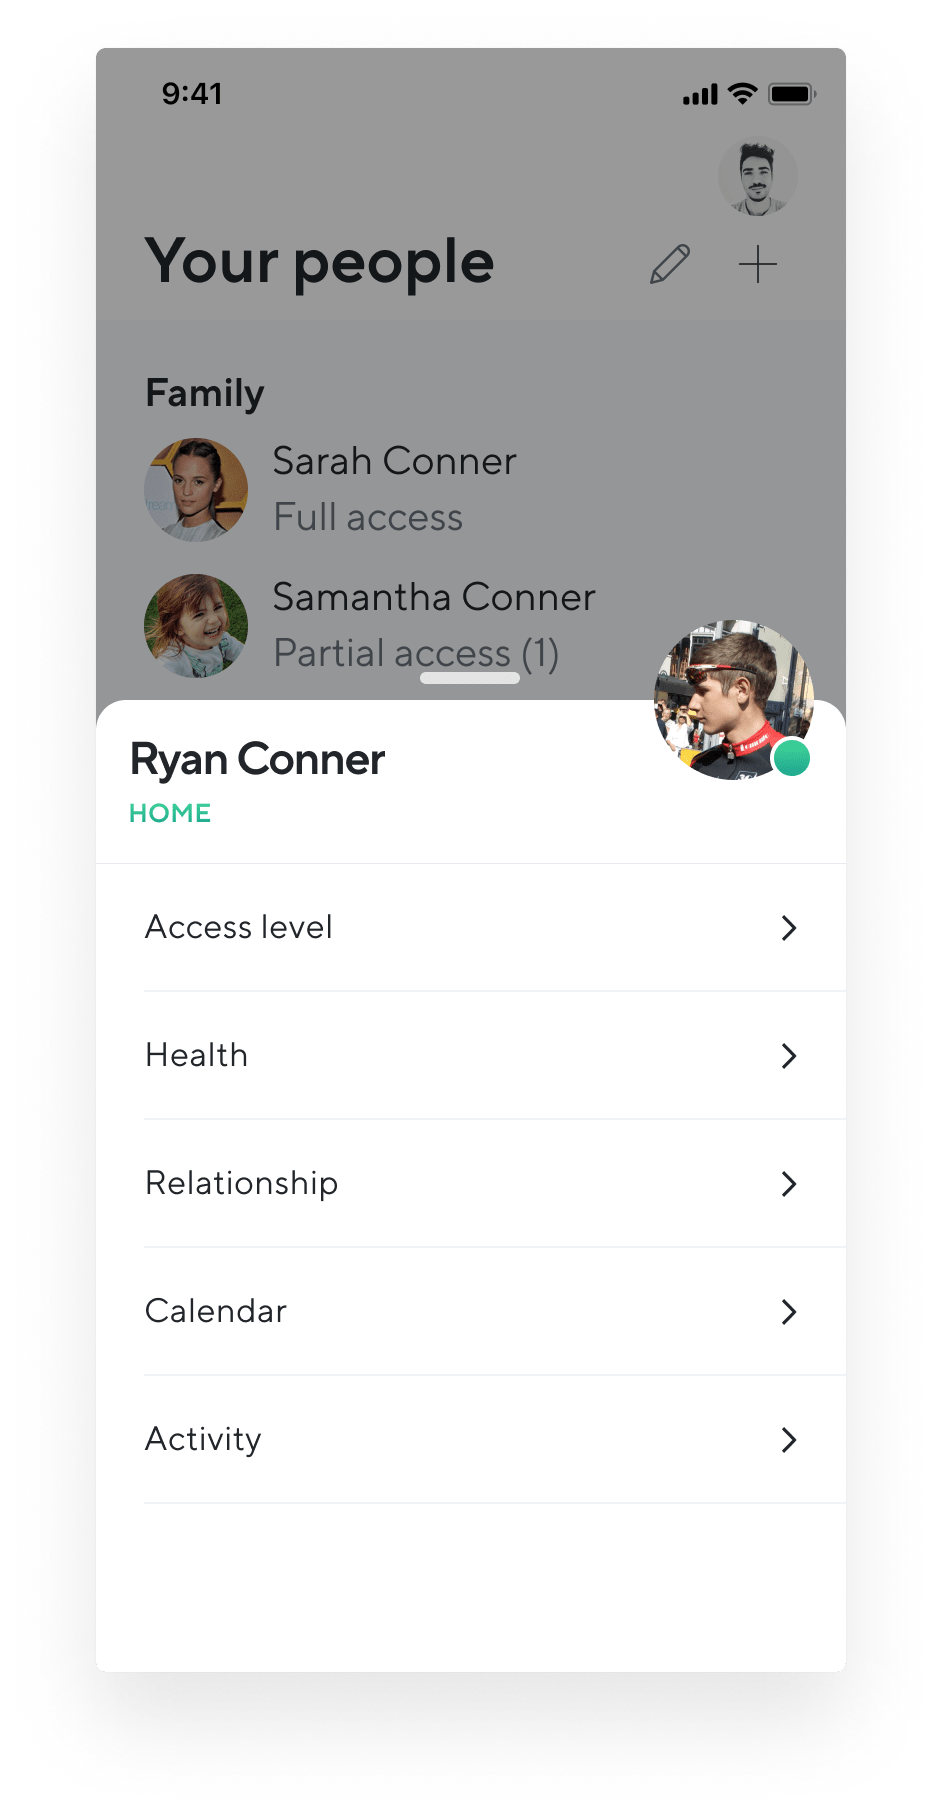 9:41
Your people
Family
Sarah Conner
Full access
Samantha Conner
Partial access (1)
Ryan Conner
HOME
Access level
Health
Relationship
Calendar
Activity